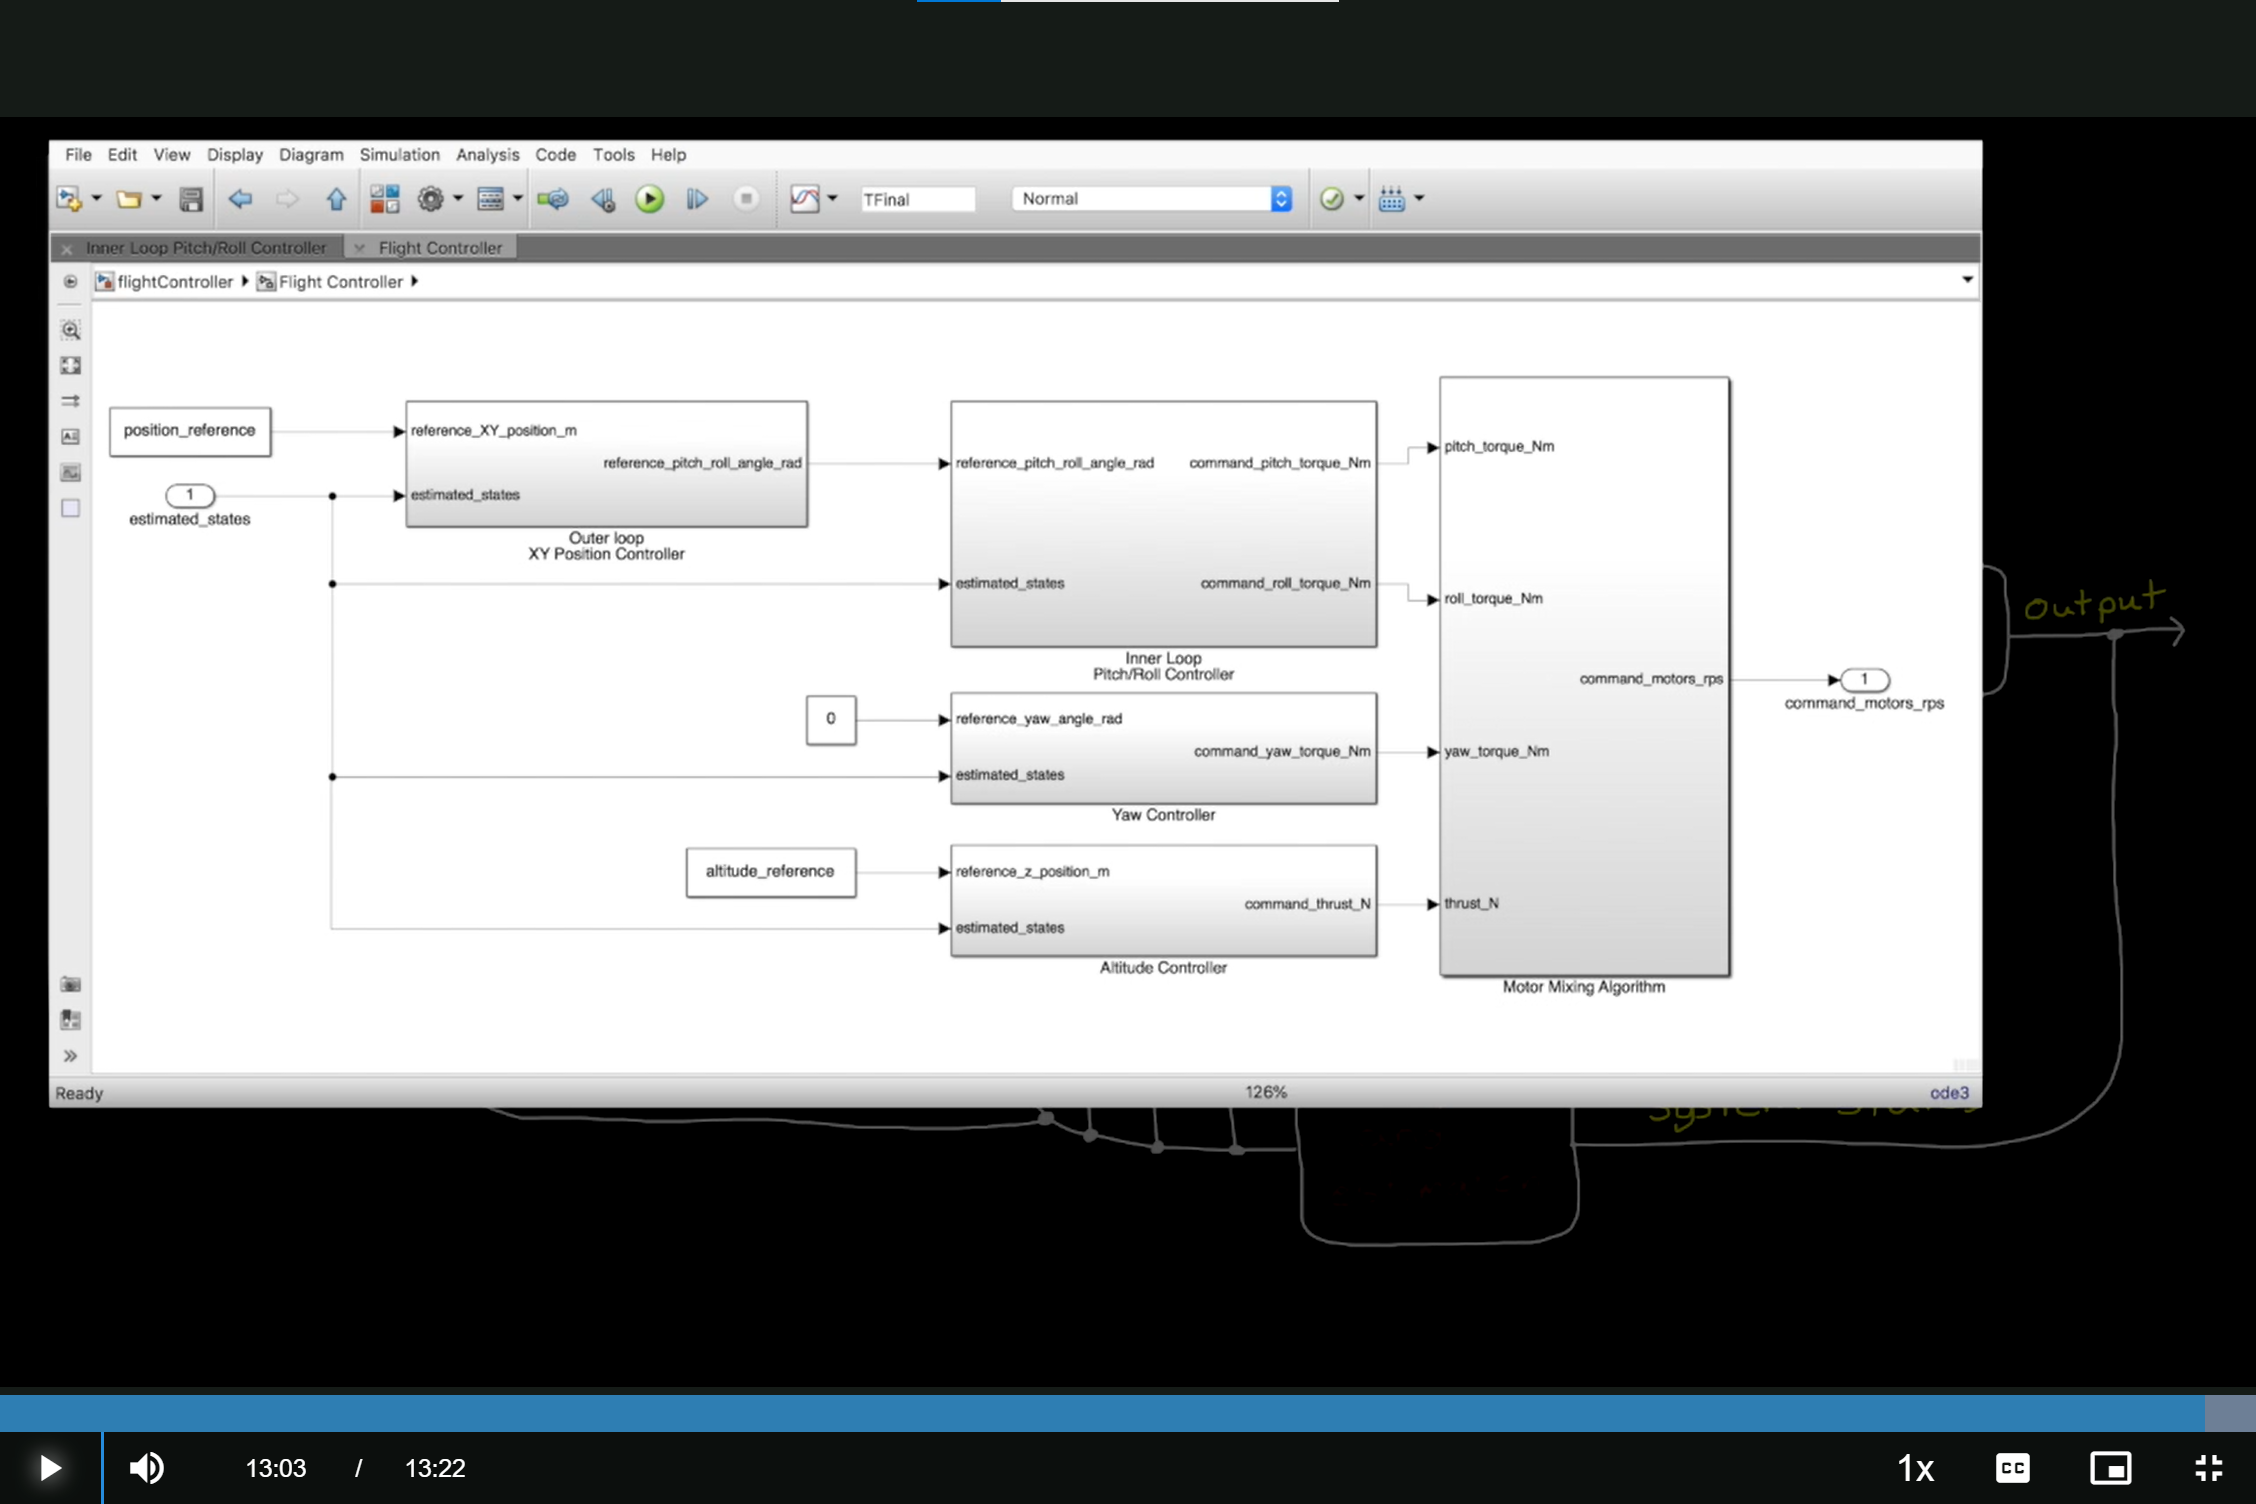 File Edit View Display Diagram Simulation Analysis Code Tools Help
TFinal Normal
Inner Loop Pitch/Roll Controller Flight Controller
flightController Flight Controller
position_reference
1
estimated_states
reference_XY_position_m
reference_pitch_roll_angle_rad
estimated_states
Outer loop
XY Position Controller
reference_pitch_roll_angle_rad command_pitch_torque_Nm
estimated_states command_roll_torque_Nm
Inner Loop
Pitch/Roll Controller
0
reference_yaw_angle_rad
command_yaw_torque_Nm
estimated_states
Yaw Controller
altitude_reference
reference_z_position_m
command_thrust_N
estimated_states
Altitude Controller
pitch_torque_Nm
roll_torque_Nm
command_motors_rps
yaw_torque_Nm
thrust_N
Motor Mixing Algorithm
1
command_motors_rps
output
Ready 126% ode3
13:03 / 13:22 1x CC